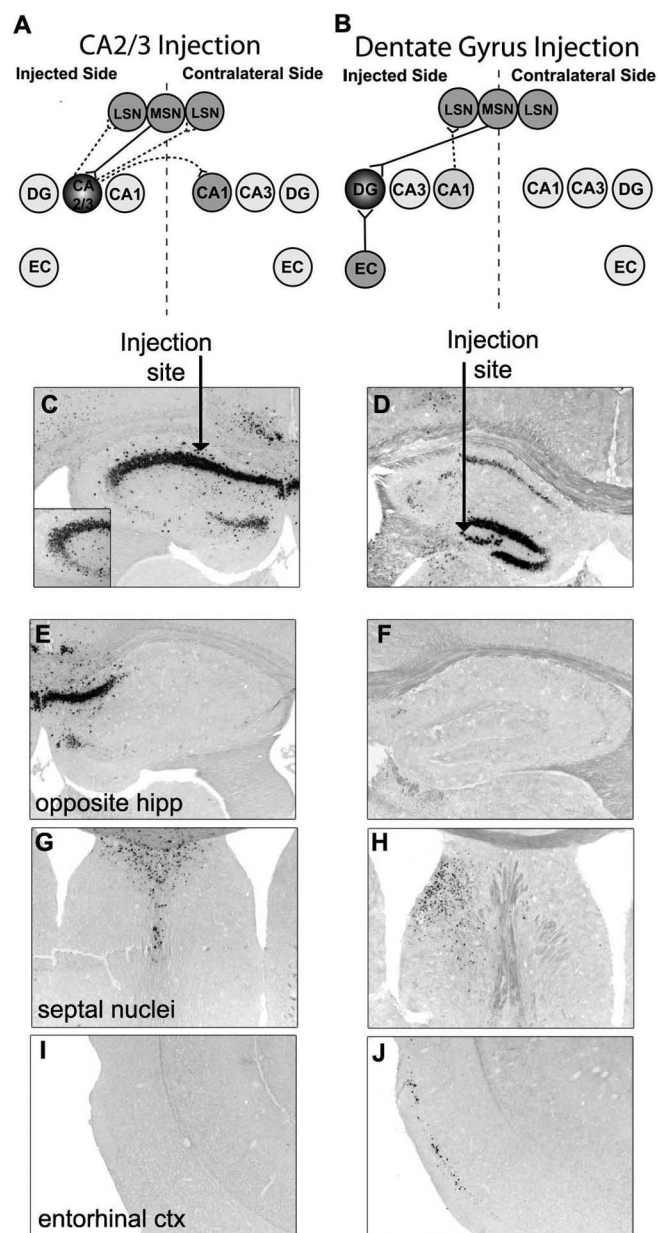 A
CA2/3 Injection
Injected Side
Contralateral Side
LSN
MSN
LSN
DG
CA
2/3
CA1
CA1
CA3
DG
EC
EC
B
Dentate Gyrus Injection
Injected Side
Contralateral Side
LSN
MSN
LSN
DG
CA3
CA1
CA1
CA3
DG
EC
EC
Injection
site
Injection
site
C
D
E
opposite hipp
F
G
septal nuclei
H
I
entorhinal ctx
J